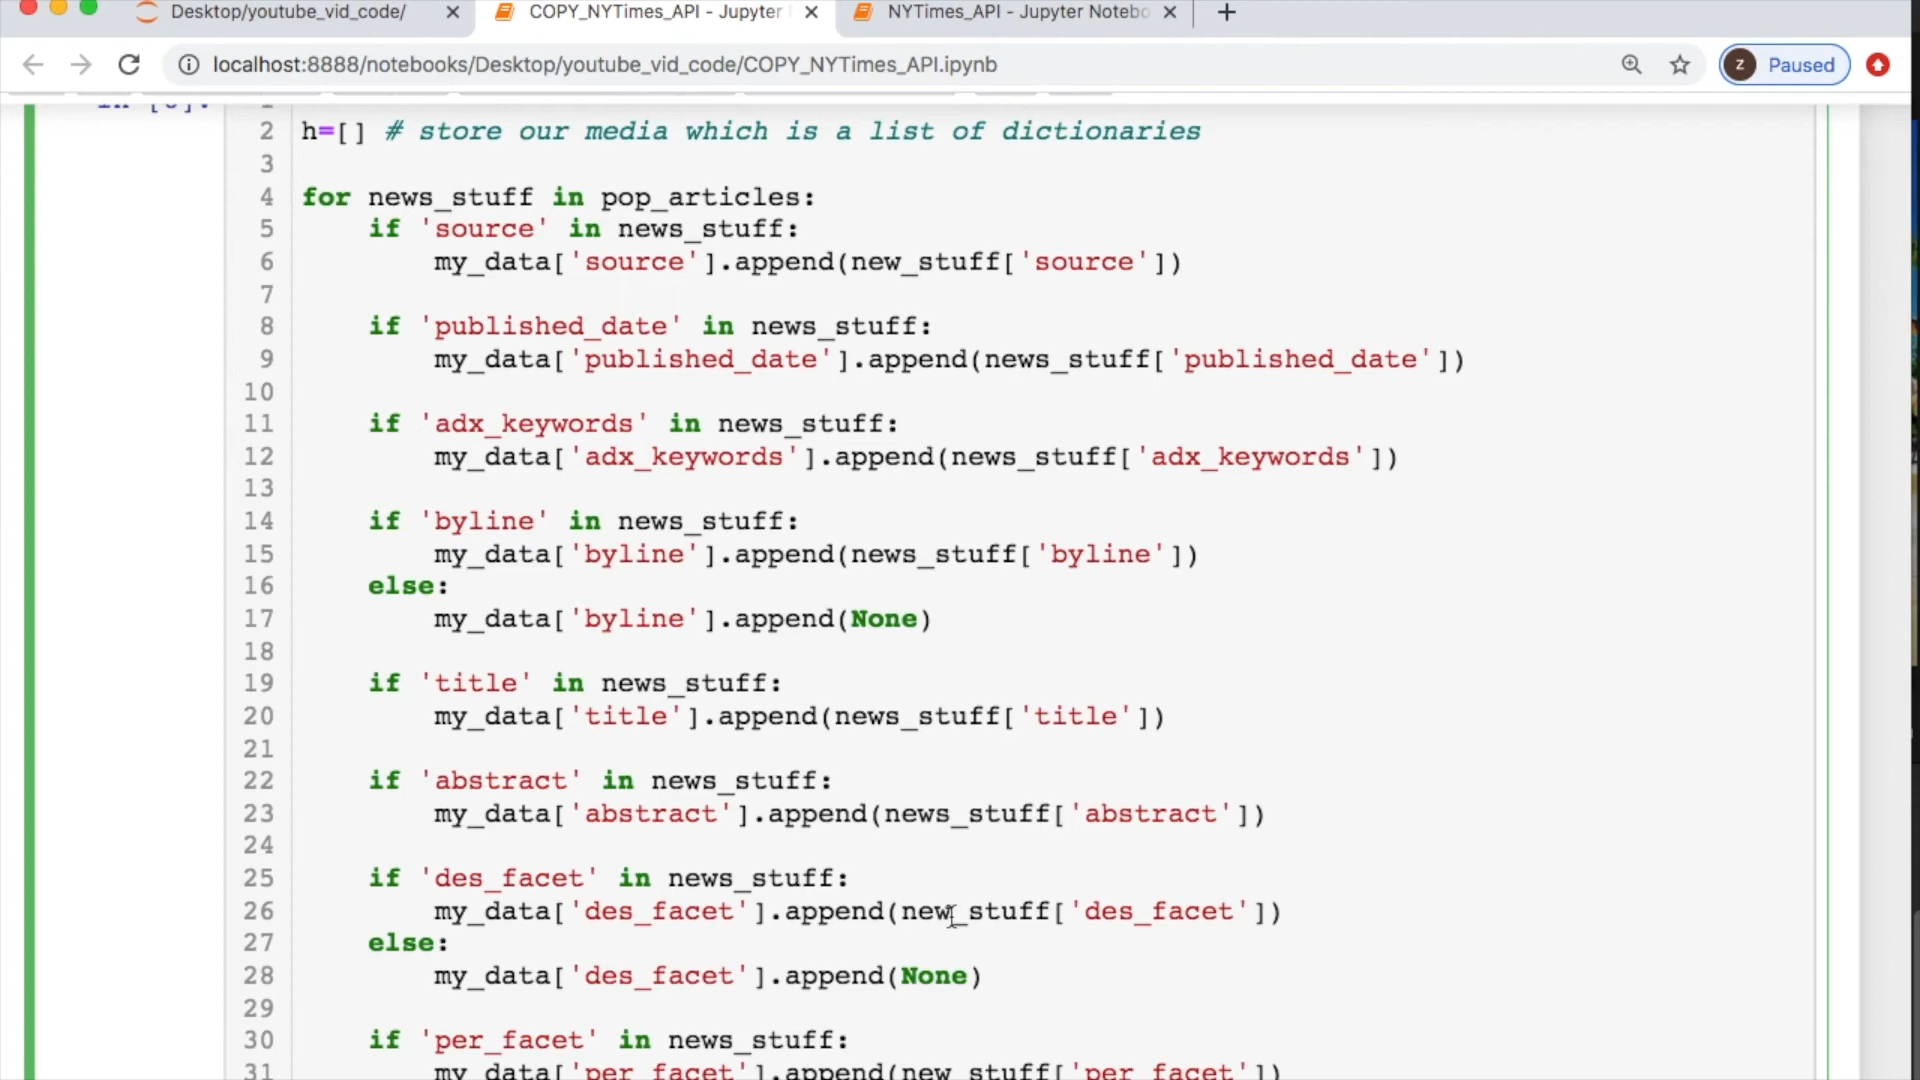 Desktop/youtube_vid_code/ COPY_NYTimes_API - Jupyter NYTimes_API - Jupyter Notebo
localhost:8888/notebooks/Desktop/youtube_vid_code/COPY_NYTimes_API.ipynb z Paused
1
2 h=[] # store our media which is a list of dictionaries
3
4 for news_stuff in pop_articles:
5 if 'source' in news_stuff:
6 my_data['source'].append(new_stuff['source'])
7
8 if 'published_date' in news_stuff:
9 my_data['published_date'].append(news_stuff['published_date'])
10
11 if 'adx_keywords' in news_stuff:
12 my_data['adx_keywords'].append(news_stuff['adx_keywords'])
13
14 if 'byline' in news_stuff:
15 my_data['byline'].append(news_stuff['byline'])
16 else:
17 my_data['byline'].append(None)
18
19 if 'title' in news_stuff:
20 my_data['title'].append(news_stuff['title'])
21
22 if 'abstract' in news_stuff:
23 my_data['abstract'].append(news_stuff['abstract'])
24
25 if 'des_facet' in news_stuff:
26 my_data['des_facet'].append(new_stuff['des_facet'])
27 else:
28 my_data['des_facet'].append(None)
29
30 if 'per_facet' in news_stuff:
31 my_data['per_facet'].append(new_stuff['per_facet'])